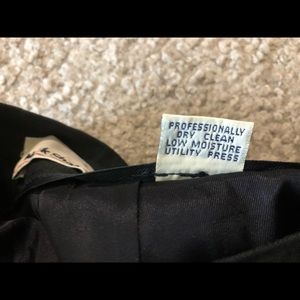 PROFESSIONALLY
DRY CLEAN
LOW MOISTURE
UTILITY PRESS